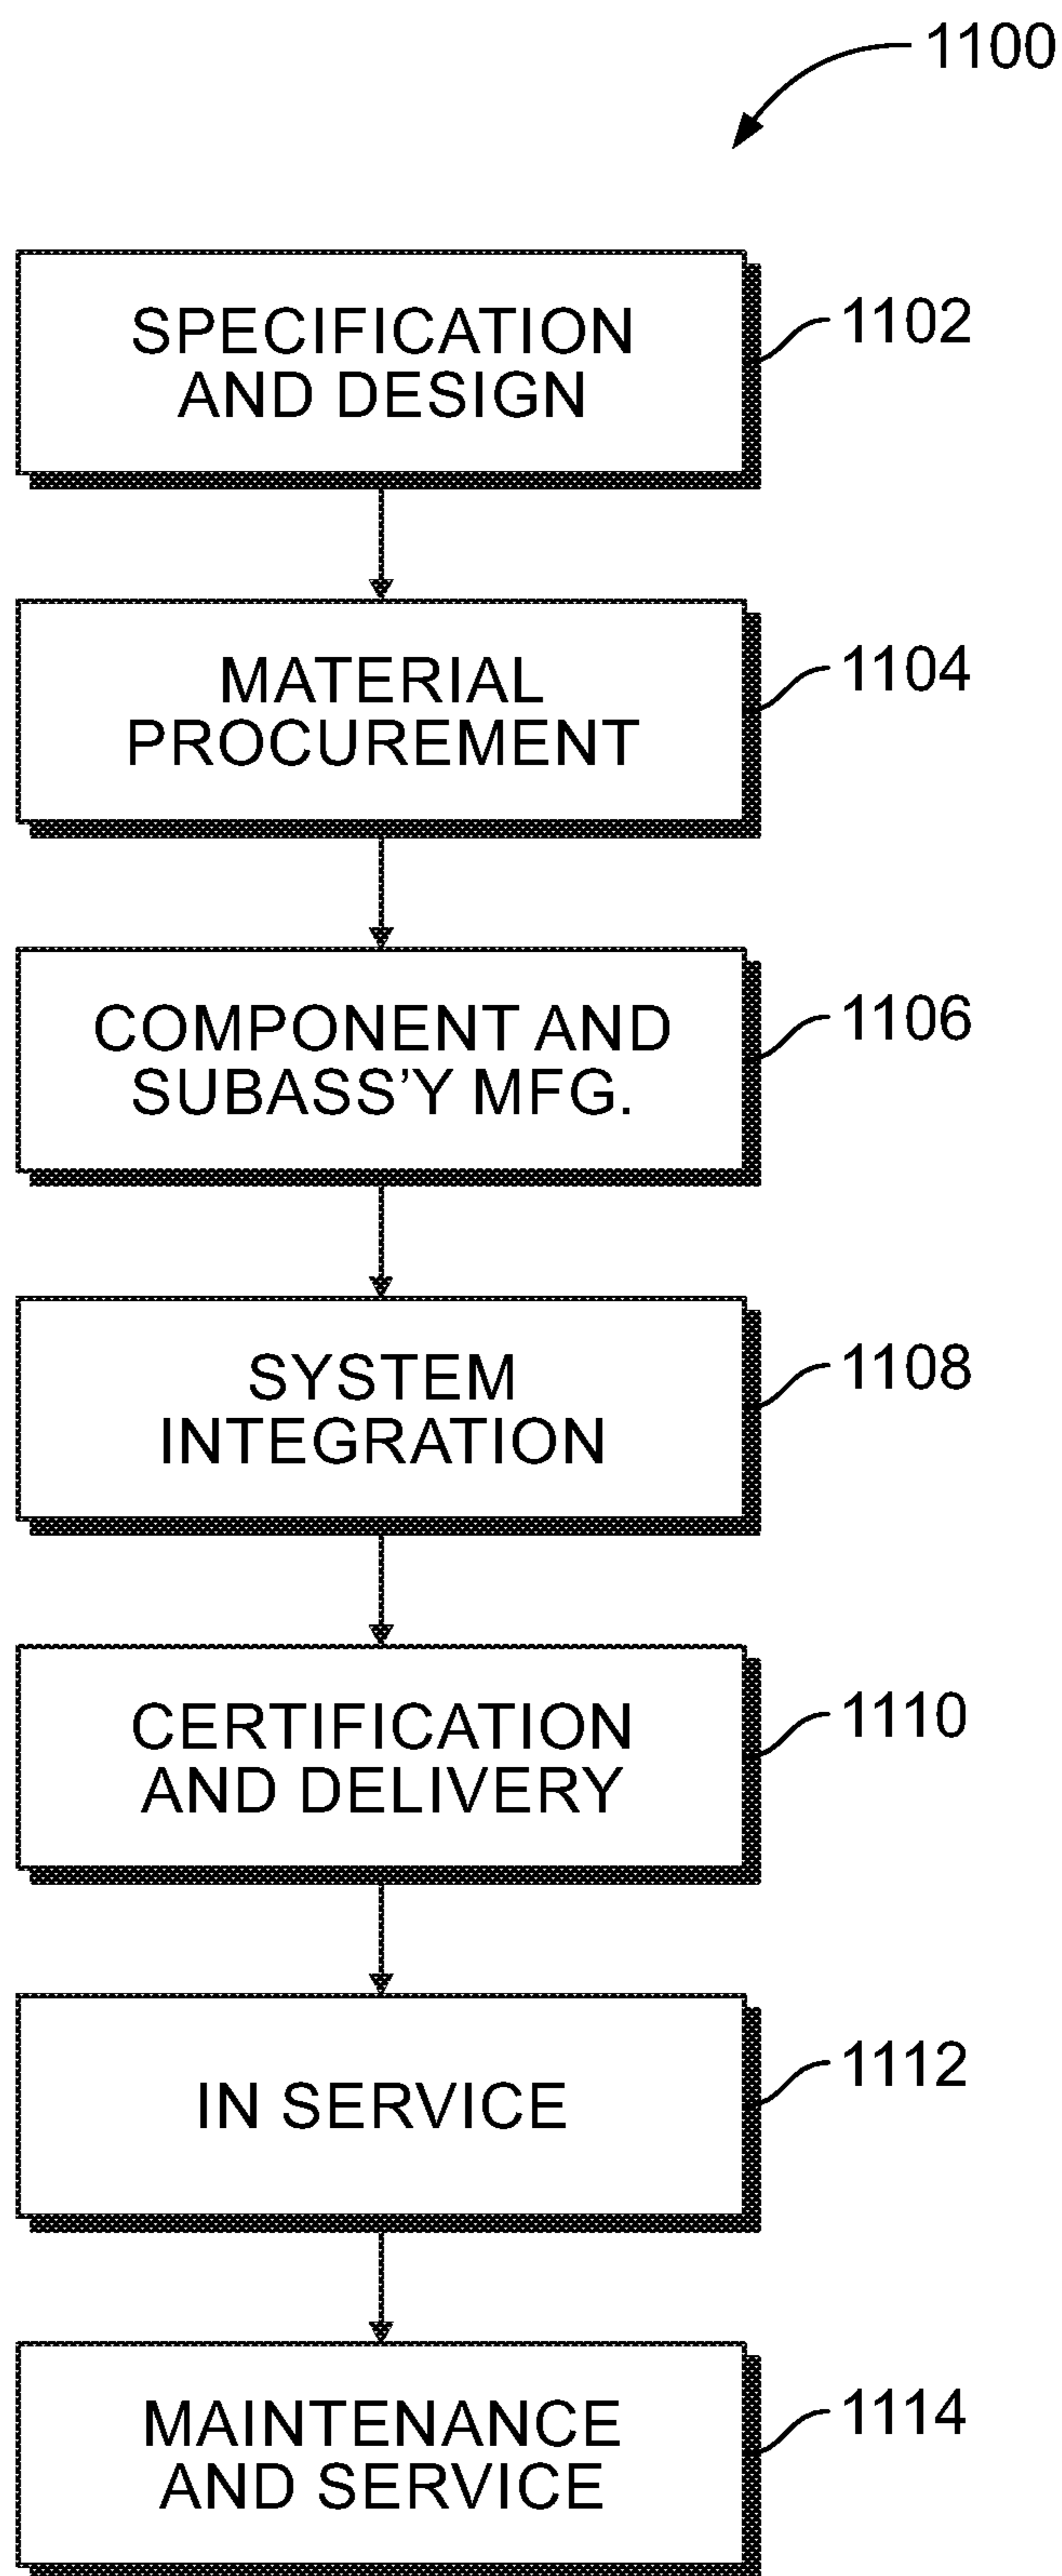 1100
SPECIFICATION
AND DESIGN
1102
MATERIAL
PROCUREMENT
1104
COMPONENT AND
SUBASS’Y MFG.
1106
SYSTEM
INTEGRATION
1108
CERTIFICATION
AND DELIVERY
1110
IN SERVICE
1112
MAINTENANCE
AND SERVICE
1114